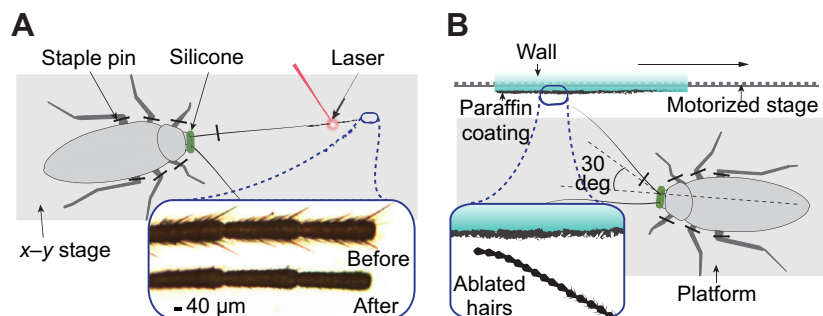 A
Staple pin
Silicone
Laser
x–y stage
Before
40 μm
After
B
Wall
Paraffin
coating
Motorized stage
30
deg
Ablated
hairs
Platform